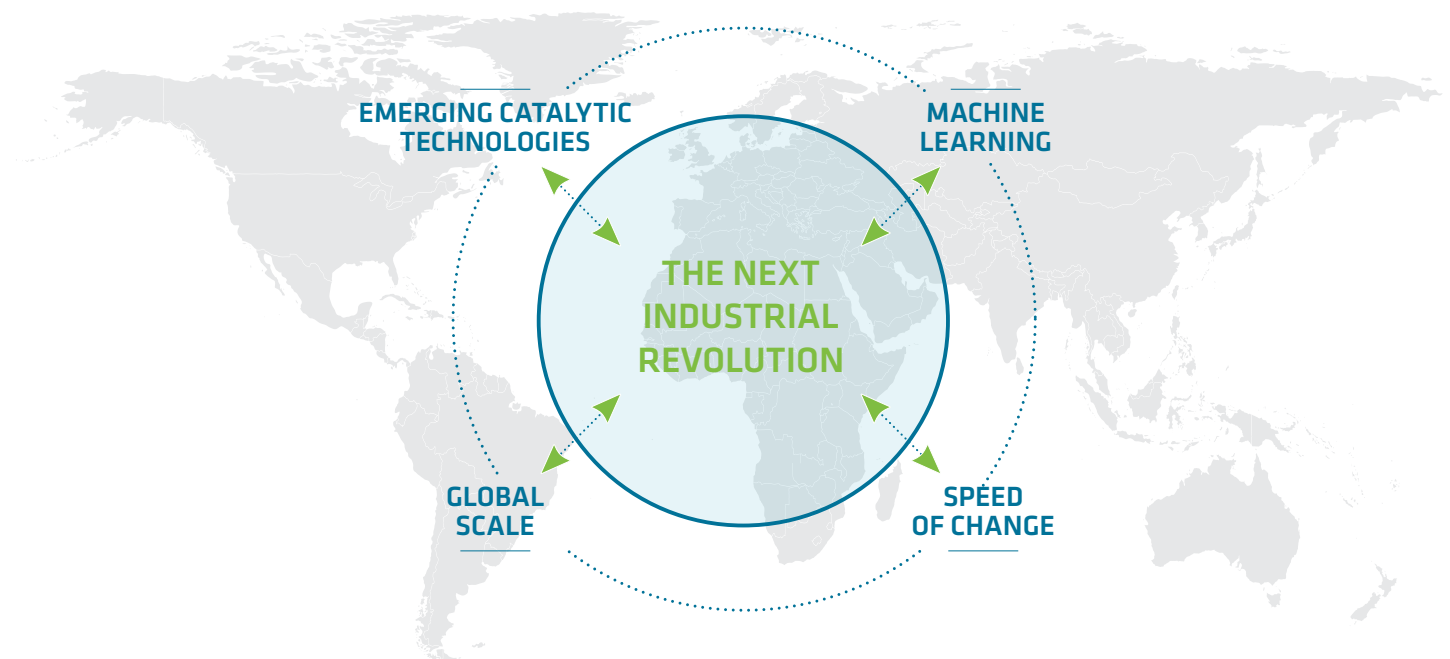 EMERGING CATALYTIC
TECHNOLOGIES
MACHINE
LEARNING
THE NEXT
INDUSTRIAL
REVOLUTION
GLOBAL
SCALE
SPEED
OF CHANGE